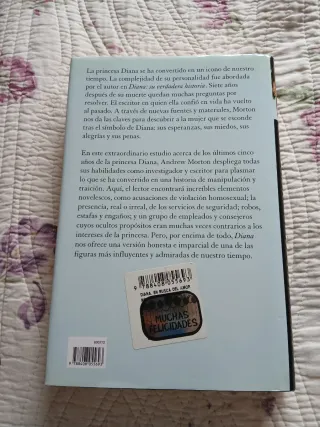 La princesa Diana se ha convertido en un icono de nuestro
tiempo. La complejidad de su personalidad fue abordada
por el autor en Diana: su verdadera historia. Siete años
después de su muerte quedan muchas preguntas por
resolver. El escritor en quien ella confió en vida ha vuelto
al pasado. A través de nuevas fuentes y materiales, Morton
nos da las claves para descubrir a la mujer que se esconde
tras el símbolo de Diana: sus esperanzas, sus miedos, sus
alegrías y sus penas.
En este extraordinario estudio acerca de los últimos cinco
años de la princesa Diana, Andrew Morton despliega todas
sus habilidades como investigador y escritor para plasmar
lo que se ha convertido en una historia de manipulación y
traición. Aquí, el lector encontrará increíbles elementos
novelescos, como acusaciones de violación homosexual; la
presencia, real o irreal, de los servicios de seguridad; robos,
estafas y engaños; y un grupo de empleados y consejeros
cuyos ocultos propósitos eran muchas veces contrarios a los
intereses de la princesa. Pero, por encima de todo, Diana
nos ofrece una versión honesta e imparcial de una de las
figuras más influyentes y admiradas de nuestro tiempo.
DIANA. EN BUSCA DEL AMOR
9788408055693
MUCHAS
FELICIDADES